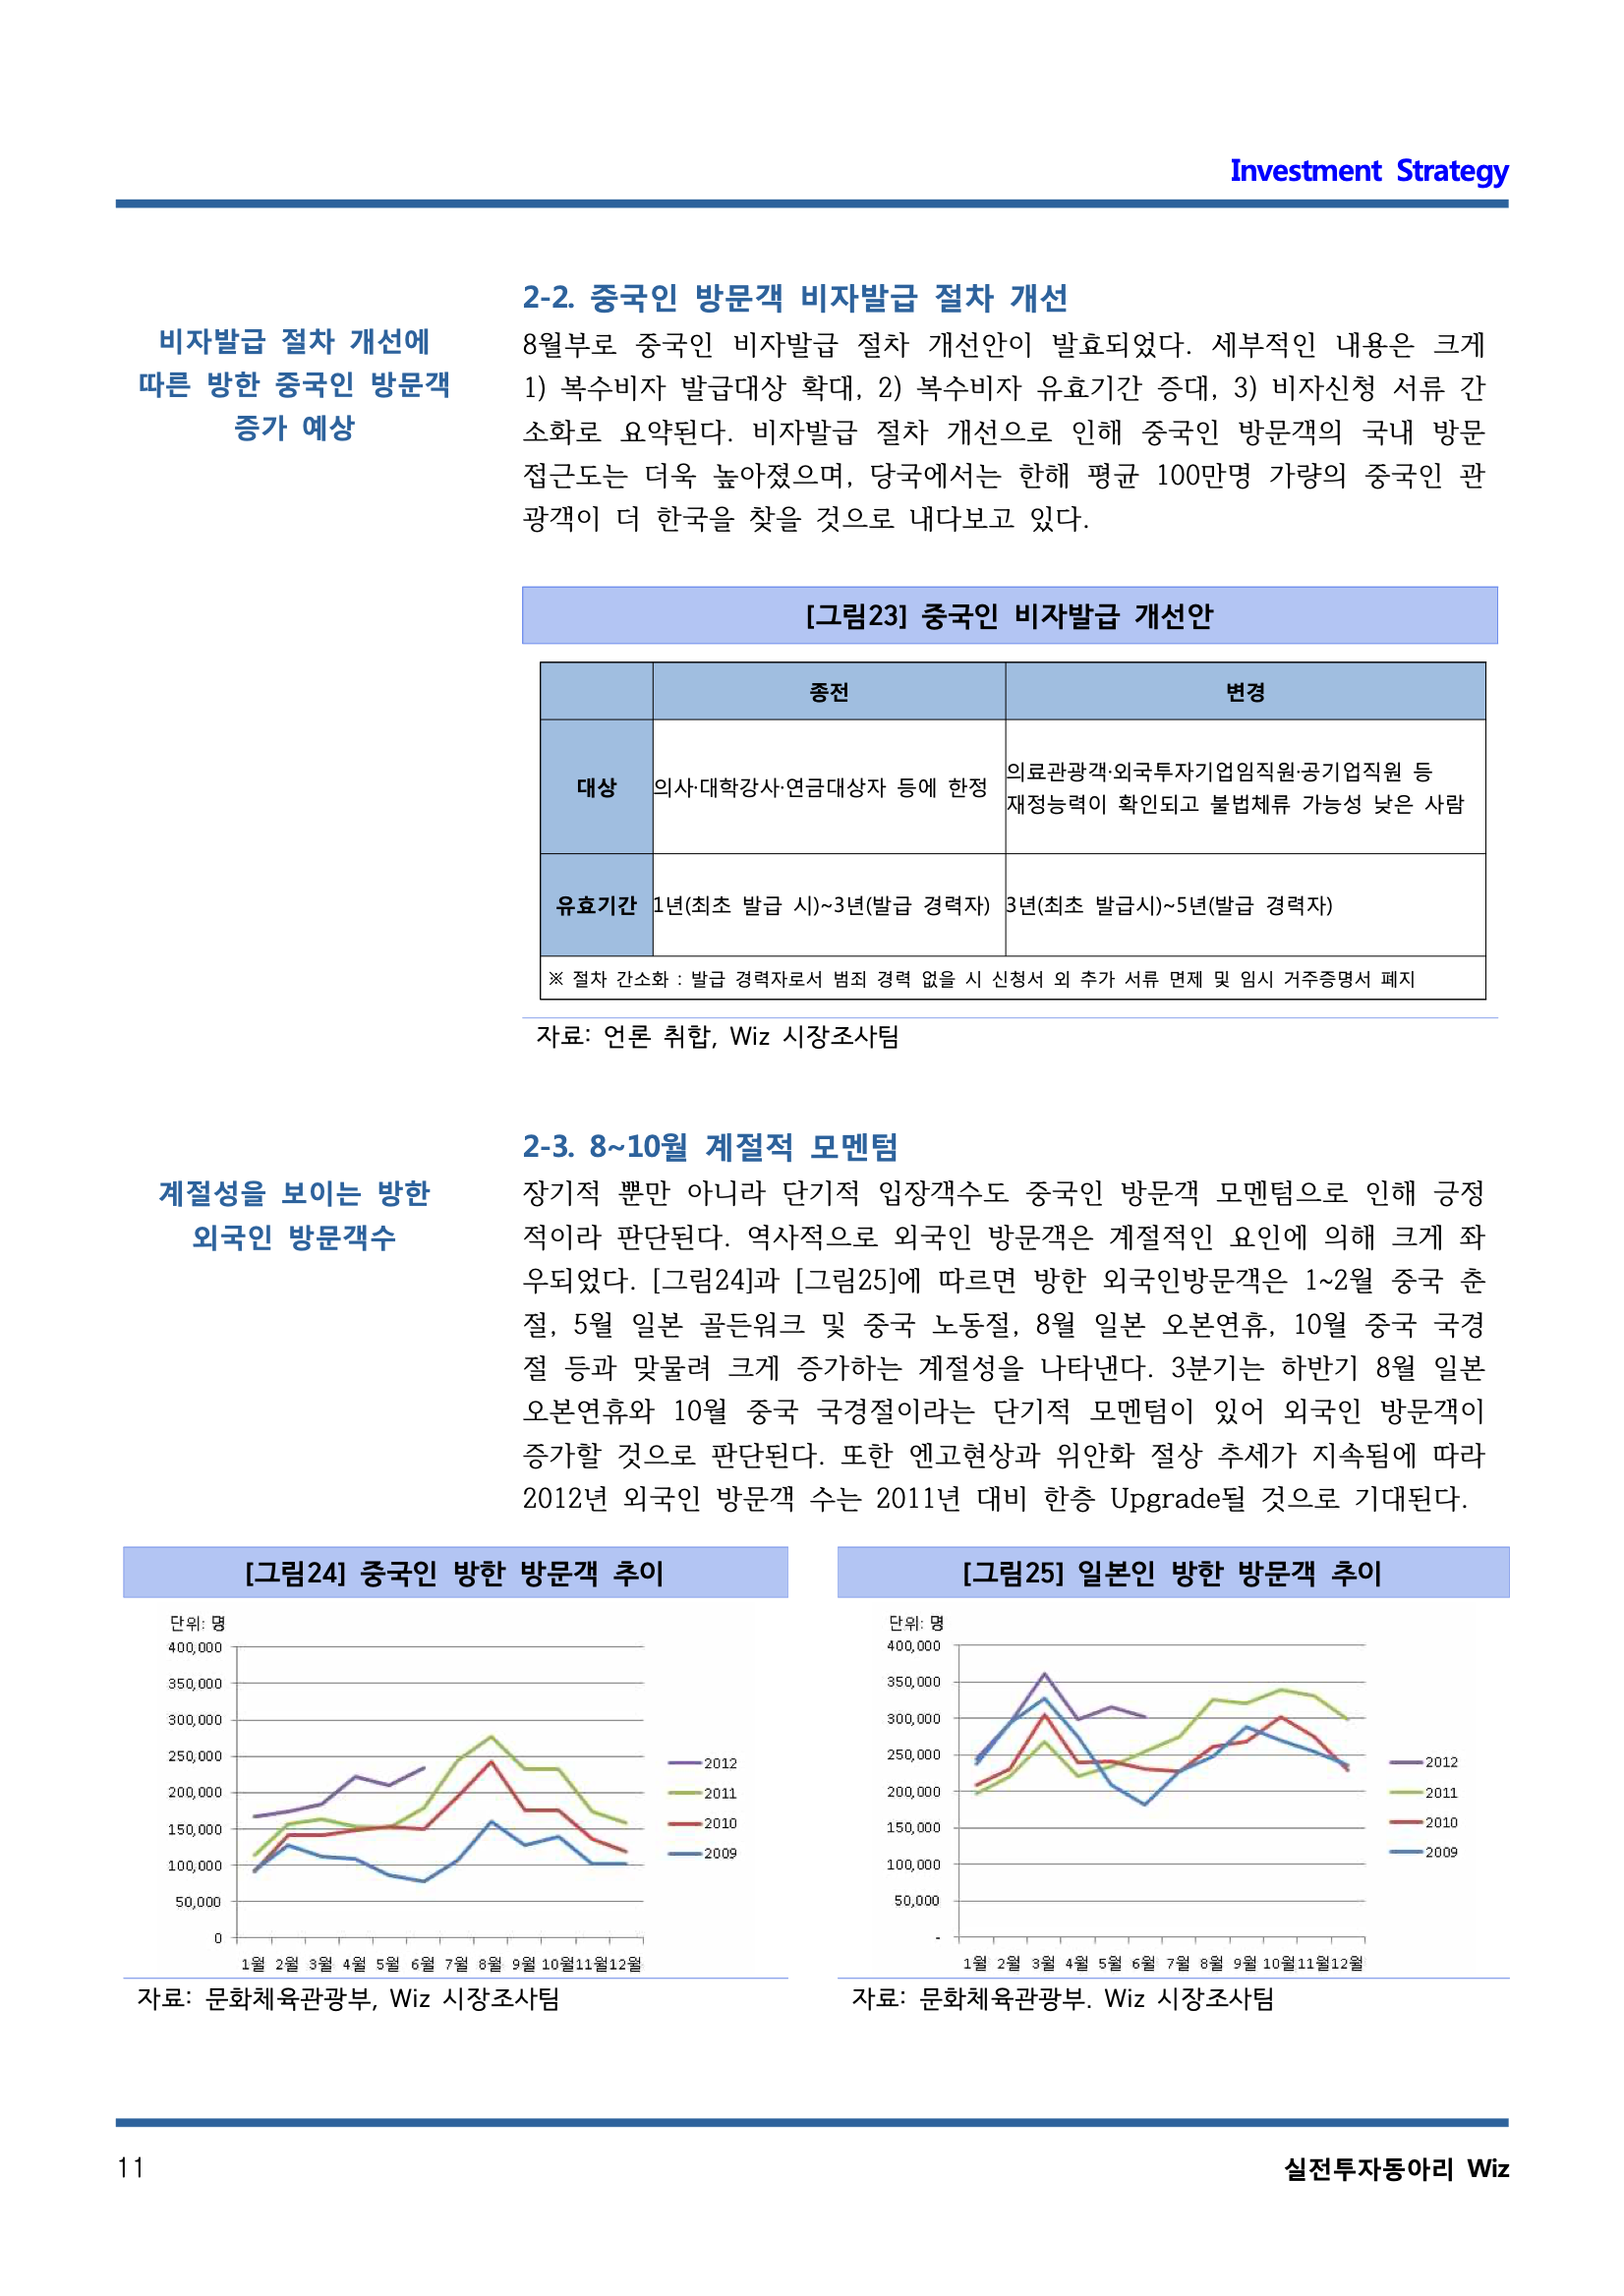 Investment Strategy
2-2. 중국인 방문객 비자발급 절차 개선
비자발급 절차 개선에
따른 방한 중국인 방문객
증가 예상
8월부로 중국인 비자발급 절차 개선안이 발효되었다. 세부적인 내용은 크게
1) 복수비자 발급대상 확대, 2) 복수비자 유효기간 증대, 3) 비자신청 서류 간
소화로 요약된다. 비자발급 절차 개선으로 인해 중국인 방문객의 국내 방문
접근도는 더욱 높아졌으며, 당국에서는 한해 평균 100만명 가량의 중국인 관
광객이 더 한국을 찾을 것으로 내다보고 있다.
[그림23] 중국인 비자발급 개선안
종전 변경
대상 의사·대학강사·연금대상자 등에 한정 의료관광객·외국투자기업임직원·공기업직원 등
재정능력이 확인되고 불법체류 가능성 낮은 사람
유효기간 1년(최초 발급 시)~3년(발급 경력자) 3년(최초 발급시)~5년(발급 경력자)
※ 절차 간소화 : 발급 경력자로서 범죄 경력 없을 시 신청서 외 추가 서류 면제 및 임시 거주증명서 폐지
자료: 언론 취합, Wiz 시장조사팀
2-3. 8~10월 계절적 모멘텀
계절성을 보이는 방한
외국인 방문객수
장기적 뿐만 아니라 단기적 입장객수도 중국인 방문객 모멘텀으로 인해 긍정
적이라 판단된다. 역사적으로 외국인 방문객은 계절적인 요인에 의해 크게 좌
우되었다. [그림24]과 [그림25]에 따르면 방한 외국인방문객은 1~2월 중국 춘
절, 5월 일본 골든워크 및 중국 노동절, 8월 일본 오본연휴, 10월 중국 국경
절 등과 맞물려 크게 증가하는 계절성을 나타낸다. 3분기는 하반기 8월 일본
오본연휴와 10월 중국 국경절이라는 단기적 모멘텀이 있어 외국인 방문객이
증가할 것으로 판단된다. 또한 엔고현상과 위안화 절상 추세가 지속됨에 따라
2012년 외국인 방문객 수는 2011년 대비 한층 Upgrade될 것으로 기대된다.
[그림24] 중국인 방한 방문객 추이
단위: 명
400,000
350,000
300,000
250,000
200,000
150,000
100,000
50,000
0
1월 2월 3월 4월 5월 6월 7월 8월 9월 10월 11월 12월
2012
2011
2010
2009
자료: 문화체육관광부, Wiz 시장조사팀
[그림25] 일본인 방한 방문객 추이
단위: 명
400,000
350,000
300,000
250,000
200,000
150,000
100,000
50,000
-
1월 2월 3월 4월 5월 6월 7월 8월 9월 10월 11월 12월
2012
2011
2010
2009
자료: 문화체육관광부. Wiz 시장조사팀
11
실전투자동아리 Wiz